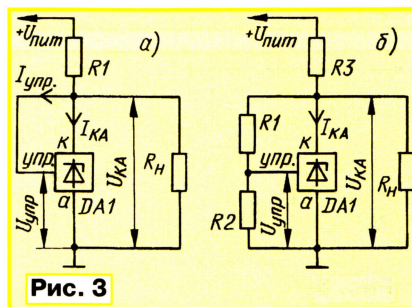 +Uпит
а)
R1
Iупр.
IКА
к
упр.
а
DA1
Uупр
UКА
RН
+Uпит
б)
R3
R1
IКА
к
упр.
а
DA1
R2
Uупр
UКА
RН
Рис. 3